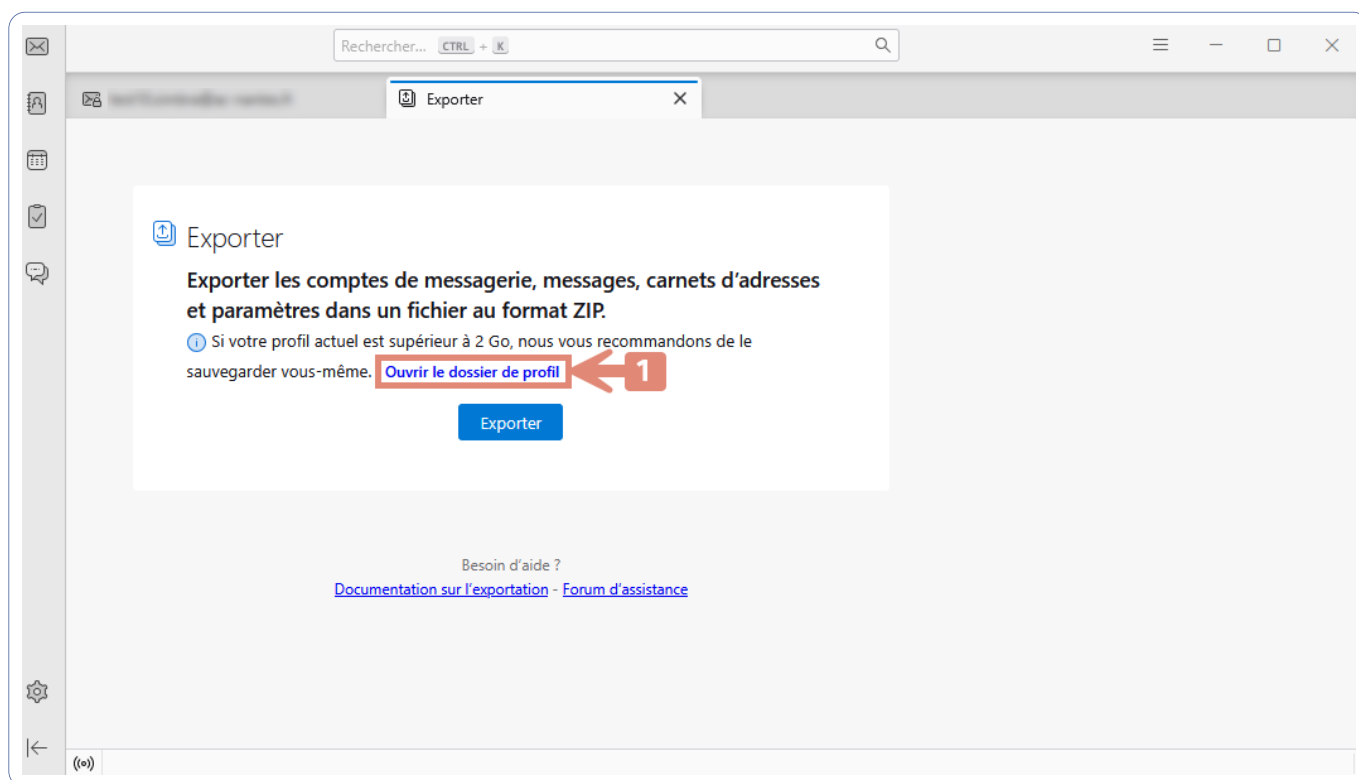 Rechercher... CTRL + K
Exporter
Exporter
Exporter les comptes de messagerie, messages, carnets d’adresses
et paramètres dans un fichier au format ZIP.
Si votre profil actuel est supérieur à 2 Go, nous vous recommandons de le
sauvegarder vous-même. Ouvrir le dossier de profil 1
Exporter
Besoin d’aide ?
Documentation sur l’exportation - Forum d’assistance